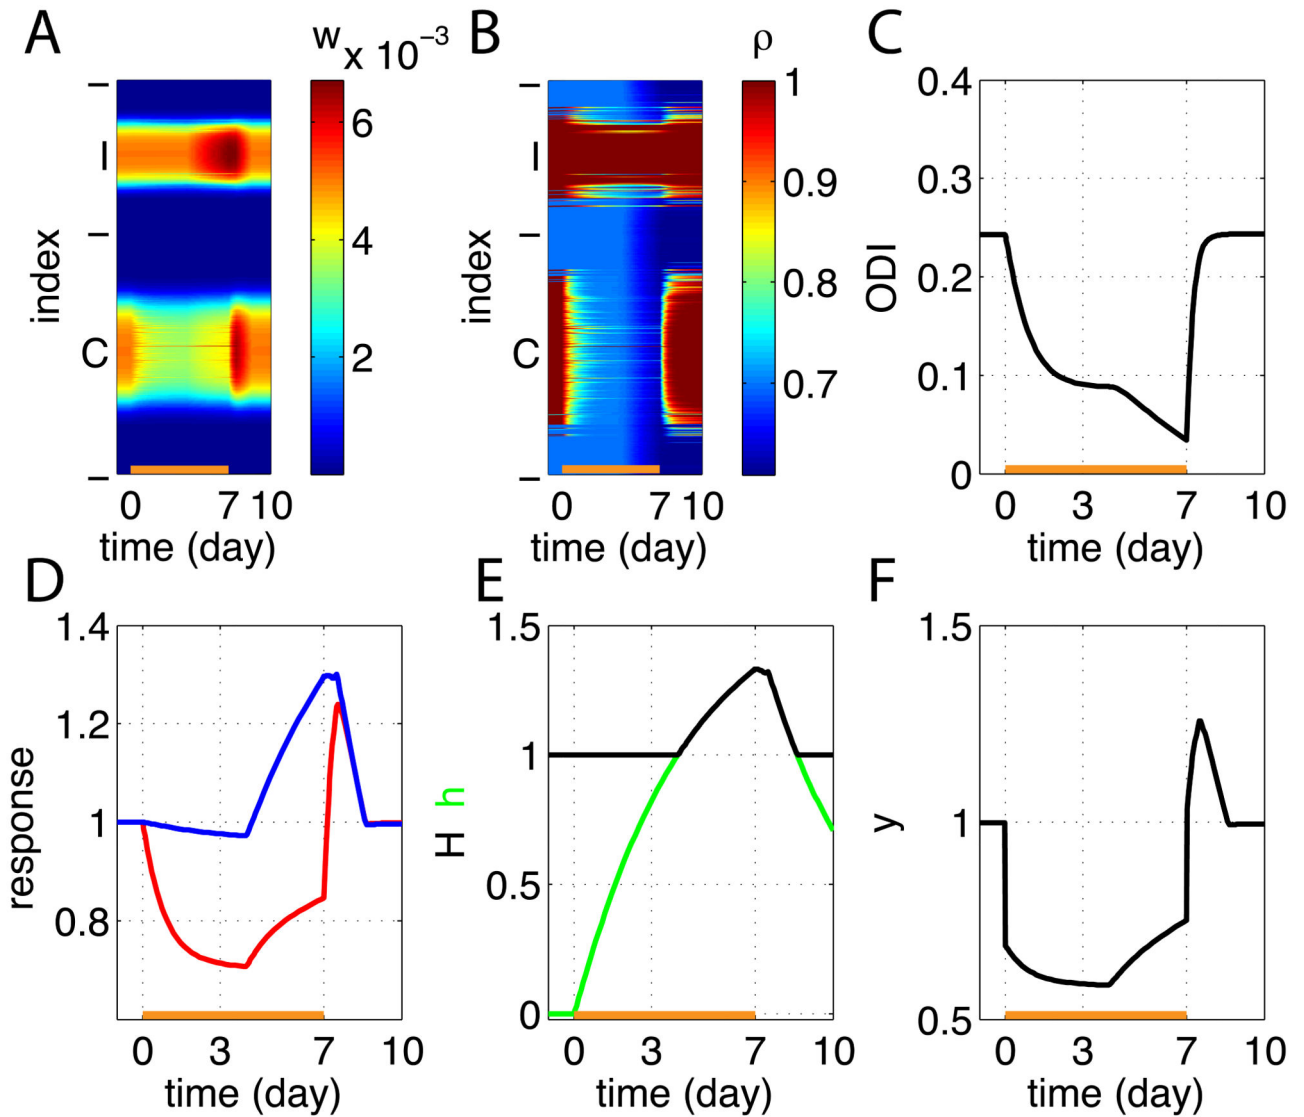 A
w
x 10⁻³
6
4
2
–
I
–
C
–
index
0 7 10
time (day)
B
ρ
1
0.9
0.8
0.7
–
I
–
C
–
index
0 7 10
time (day)
C
0.4
0.3
0.2
0.1
0
ODI
0 3 7 10
time (day)
D
1.4
1.2
1
0.8
response
0 3 7 10
time (day)
E
1.5
1
0.5
0
H h
0 3 7 10
time (day)
F
1.5
1
0.5
y
0 3 7 10
time (day)